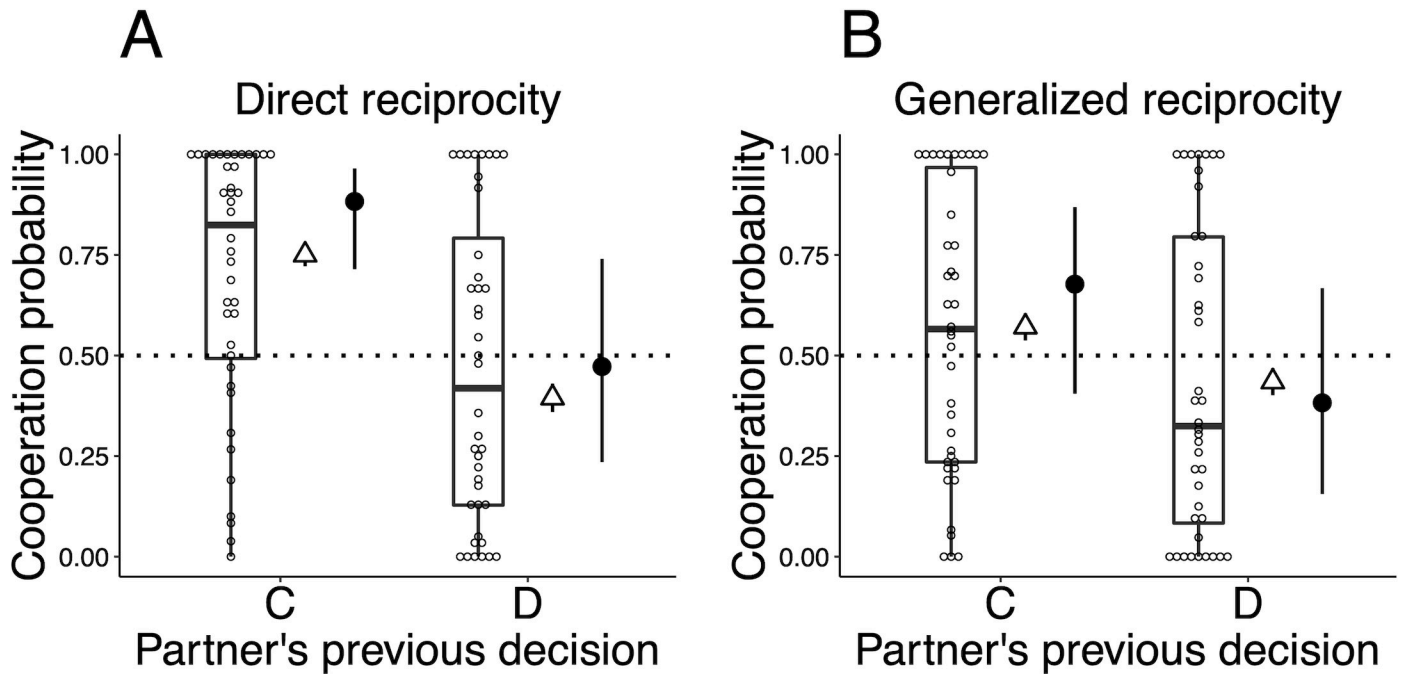 A
Direct reciprocity
Cooperation probability
1.00
0.75
0.50
0.25
0.00
C
D
Partner's previous decision
B
Generalized reciprocity
Cooperation probability
1.00
0.75
0.50
0.25
0.00
C
D
Partner's previous decision